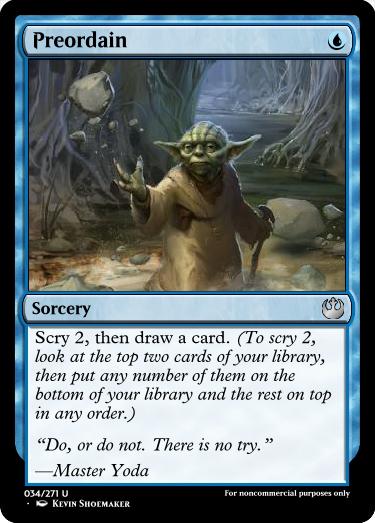 Preordain
Sorcery
Scry 2, then draw a card. (To scry 2,
look at the top two cards of your library,
then put any number of them on the
bottom of your library and the rest on top
in any order.)
“Do, or do not. There is no try.”
—Master Yoda
034/271 U
For noncommercial purposes only
· Kevin Shoemaker